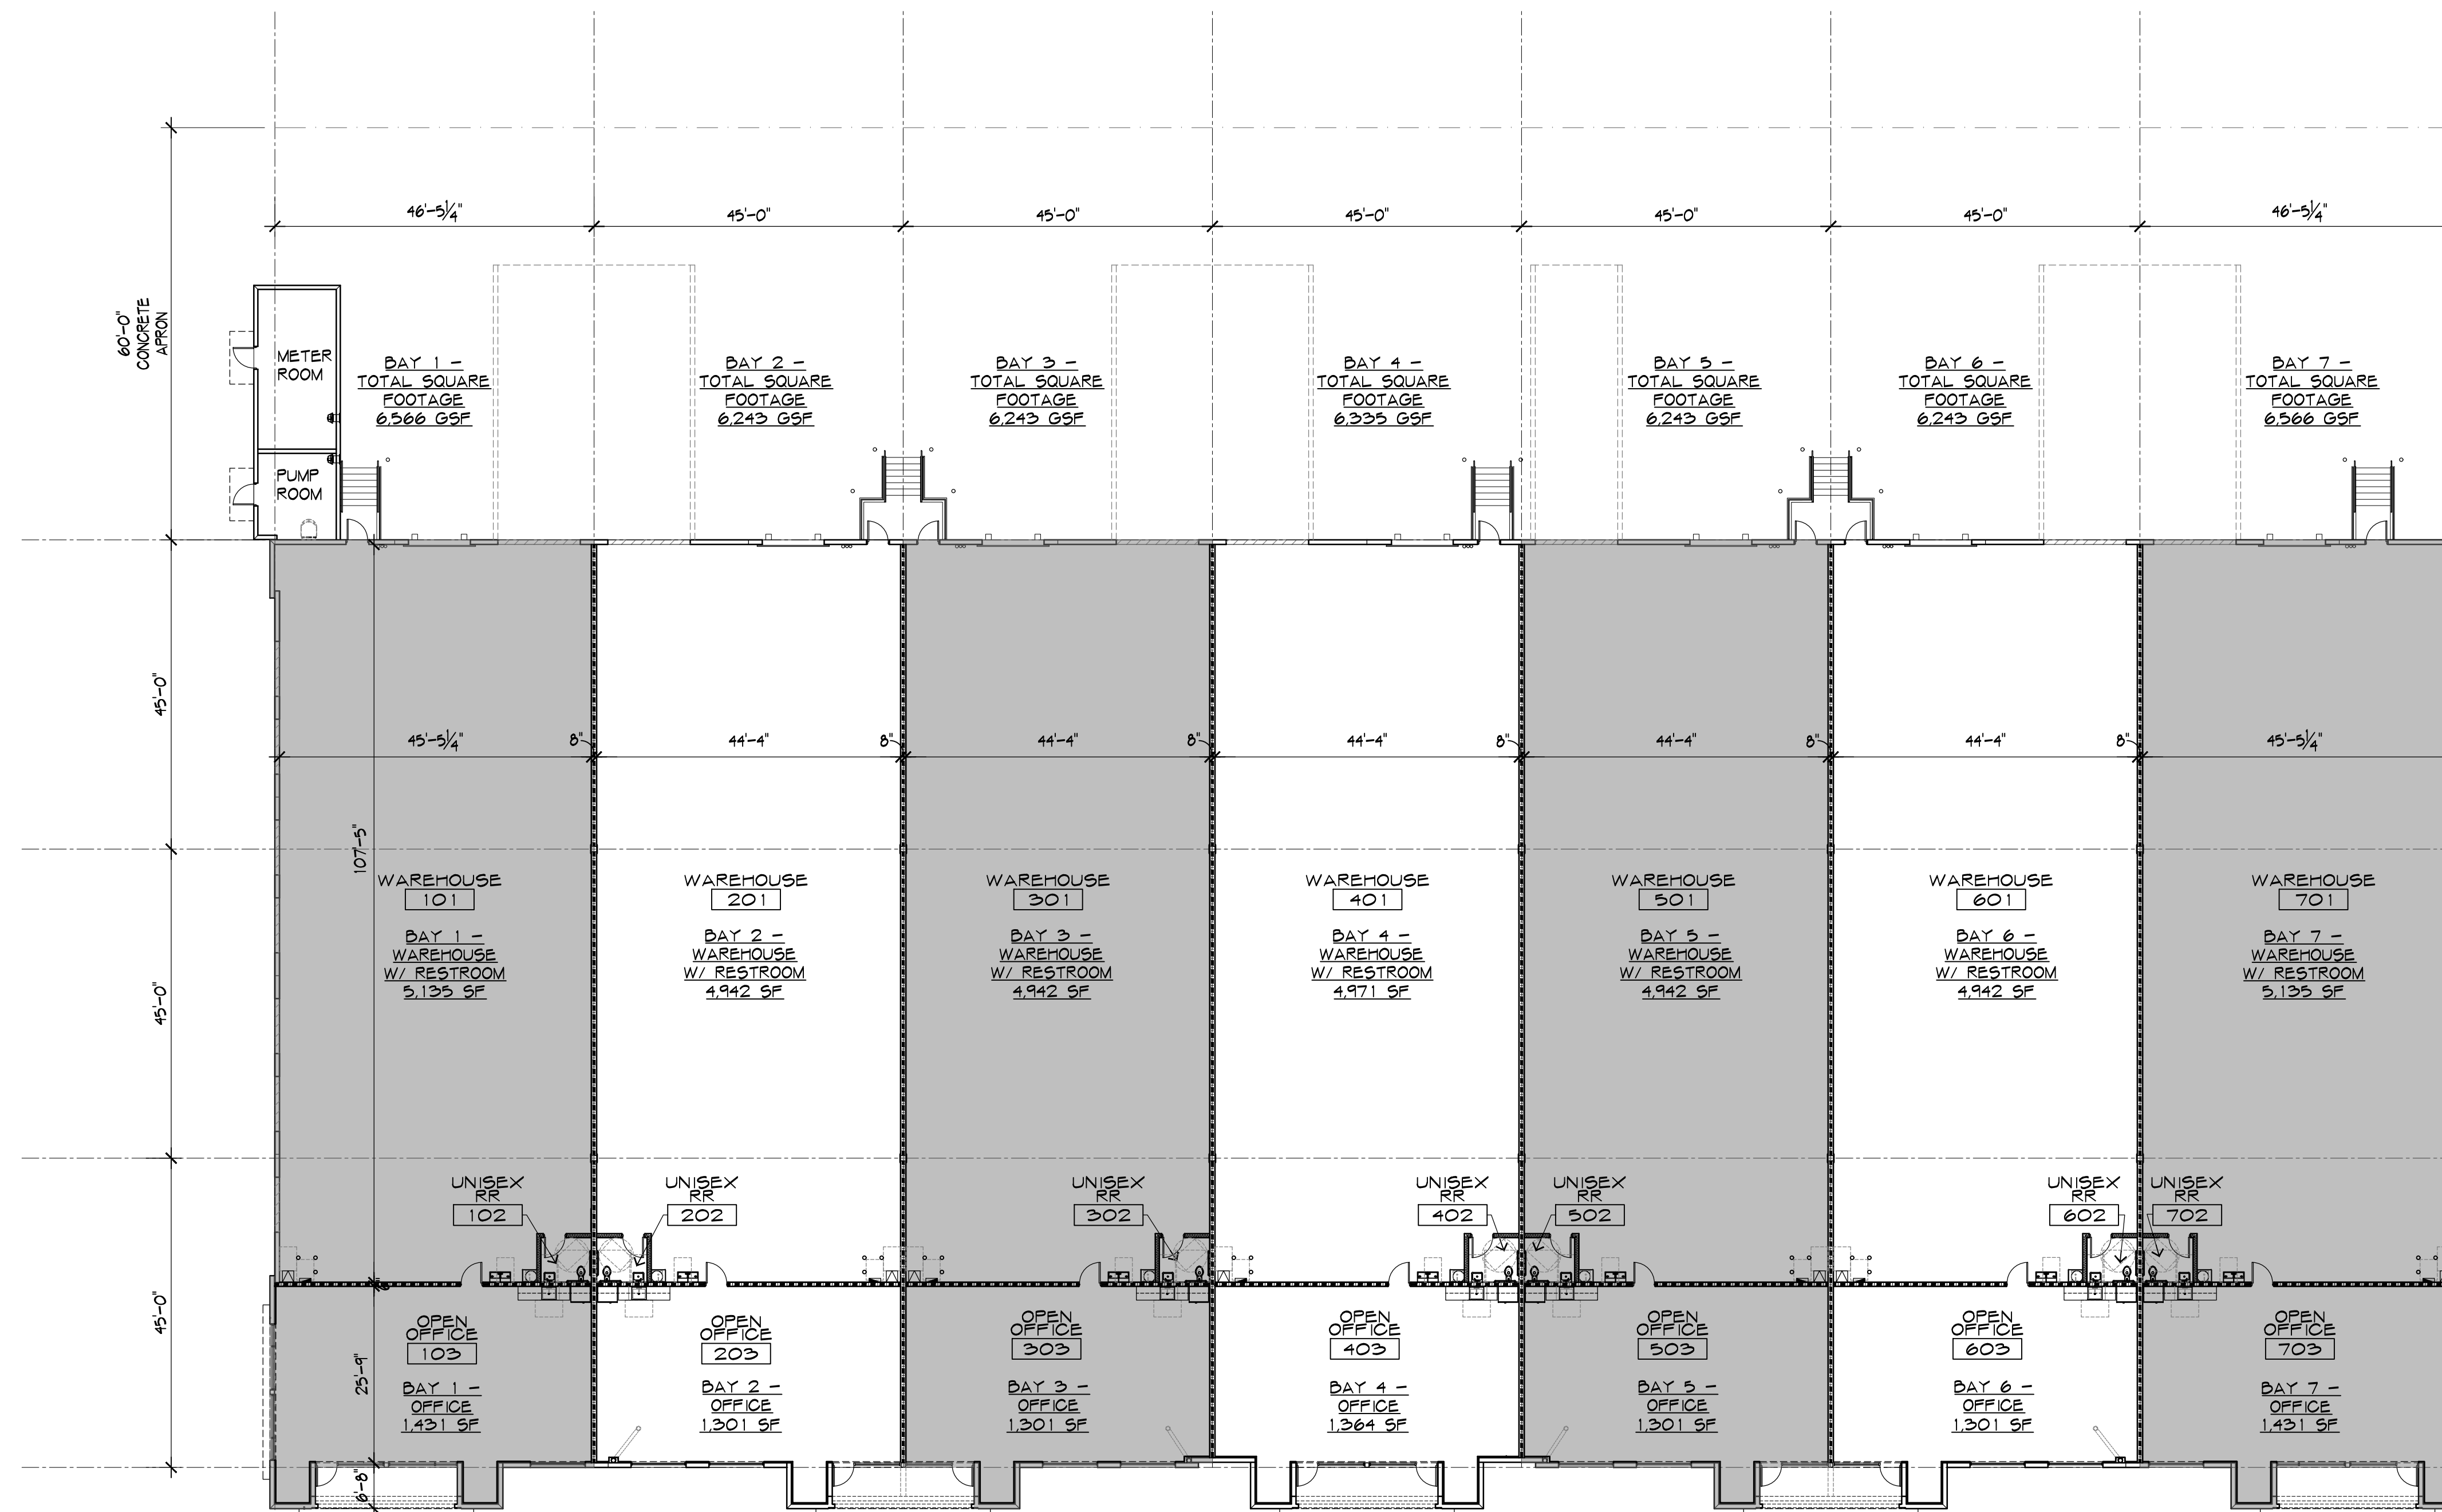 46'-5¼"
45'-0"
45'-0"
45'-0"
45'-0"
45'-0"
46'-5¼"
60'-0"
CONCRETE
APRON
METER
ROOM
PUMP
ROOM
BAY 1 -
TOTAL SQUARE
FOOTAGE
6,566 GSF
BAY 2 -
TOTAL SQUARE
FOOTAGE
6,243 GSF
BAY 3 -
TOTAL SQUARE
FOOTAGE
6,243 GSF
BAY 4 -
TOTAL SQUARE
FOOTAGE
6,335 GSF
BAY 5 -
TOTAL SQUARE
FOOTAGE
6,243 GSF
BAY 6 -
TOTAL SQUARE
FOOTAGE
6,243 GSF
BAY 7 -
TOTAL SQUARE
FOOTAGE
6,566 GSF
45'-0"
45'-5¼"
8"
44'-4"
8"
44'-4"
8"
44'-4"
8"
44'-4"
8"
44'-4"
8"
45'-5¼"
107'-5"
WAREHOUSE
101
BAY 1 -
WAREHOUSE
W/ RESTROOM
5,135 SF
WAREHOUSE
201
BAY 2 -
WAREHOUSE
W/ RESTROOM
4,942 SF
WAREHOUSE
301
BAY 3 -
WAREHOUSE
W/ RESTROOM
4,942 SF
WAREHOUSE
401
BAY 4 -
WAREHOUSE
W/ RESTROOM
4,971 SF
WAREHOUSE
501
BAY 5 -
WAREHOUSE
W/ RESTROOM
4,942 SF
WAREHOUSE
601
BAY 6 -
WAREHOUSE
W/ RESTROOM
4,942 SF
WAREHOUSE
701
BAY 7 -
WAREHOUSE
W/ RESTROOM
5,135 SF
45'-0"
UNISEX
RR
102
UNISEX
RR
202
UNISEX
RR
302
UNISEX
RR
402
UNISEX
RR
502
UNISEX
RR
602
UNISEX
RR
702
45'-0"
6"
25'-9"
6'-8"
OPEN
OFFICE
103
BAY 1 -
OFFICE
1,431 SF
OPEN
OFFICE
203
BAY 2 -
OFFICE
1,301 SF
OPEN
OFFICE
303
BAY 3 -
OFFICE
1,301 SF
OPEN
OFFICE
403
BAY 4 -
OFFICE
1,364 SF
OPEN
OFFICE
503
BAY 5 -
OFFICE
1,301 SF
OPEN
OFFICE
603
BAY 6 -
OFFICE
1,301 SF
OPEN
OFFICE
703
BAY 7 -
OFFICE
1,431 SF